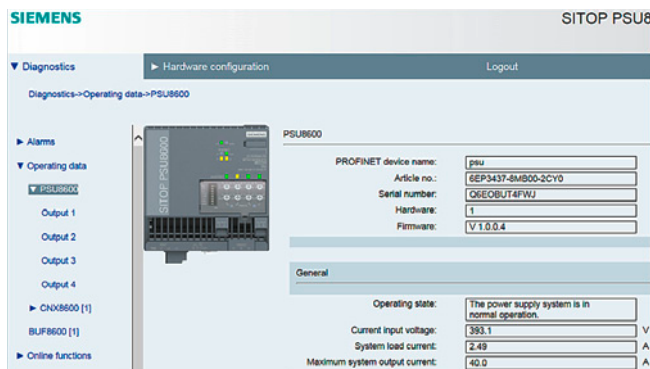 SIEMENS
SITOP PSU8
▼ Diagnostics
► Hardware configuration
Logout
Diagnostics->Operating data->PSU8600
► Alarms
▼ Operating data
▼ PSU8600
Output 1
Output 2
Output 3
Output 4
► CNX8600 [1]
BUF8600 [1]
► Online functions
SITOP PSU8600
PSU8600
PROFINET device name: psu
Article no.: 6EP3437-8MB00-2CY0
Serial number: Q6EOBUT4FWJ
Hardware: 1
Firmware: V 1.0.0.4
General
Operating state: The power supply system is in
normal operation.
Current input voltage: 393.1 V
System load current: 2.49 A
Maximum system output current: 40.0 A